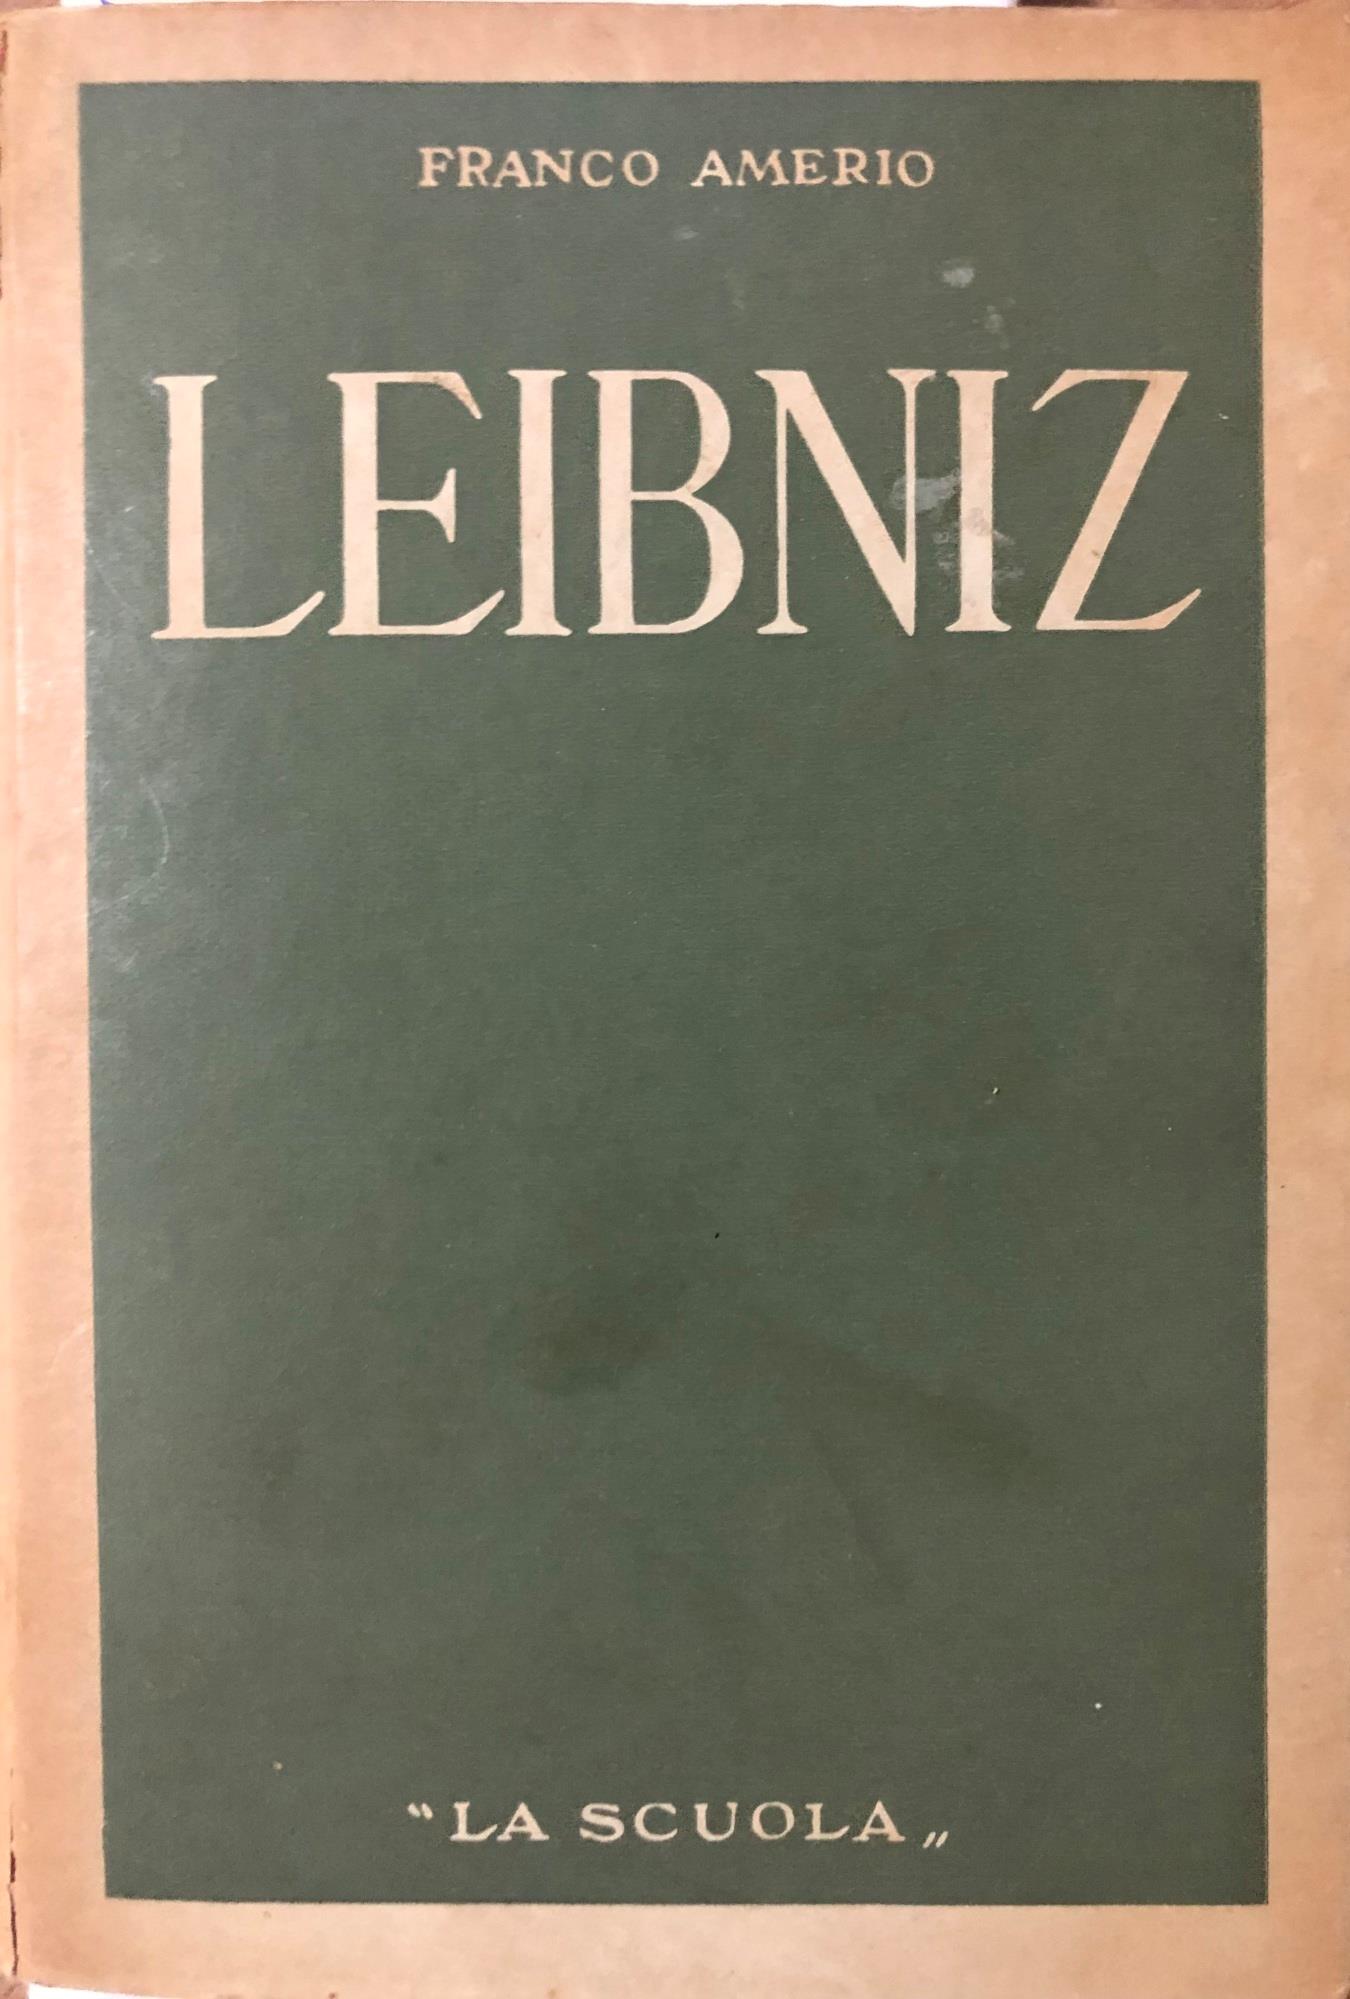 FRANCO AMERIO
LEIBNIZ
“LA SCUOLA„